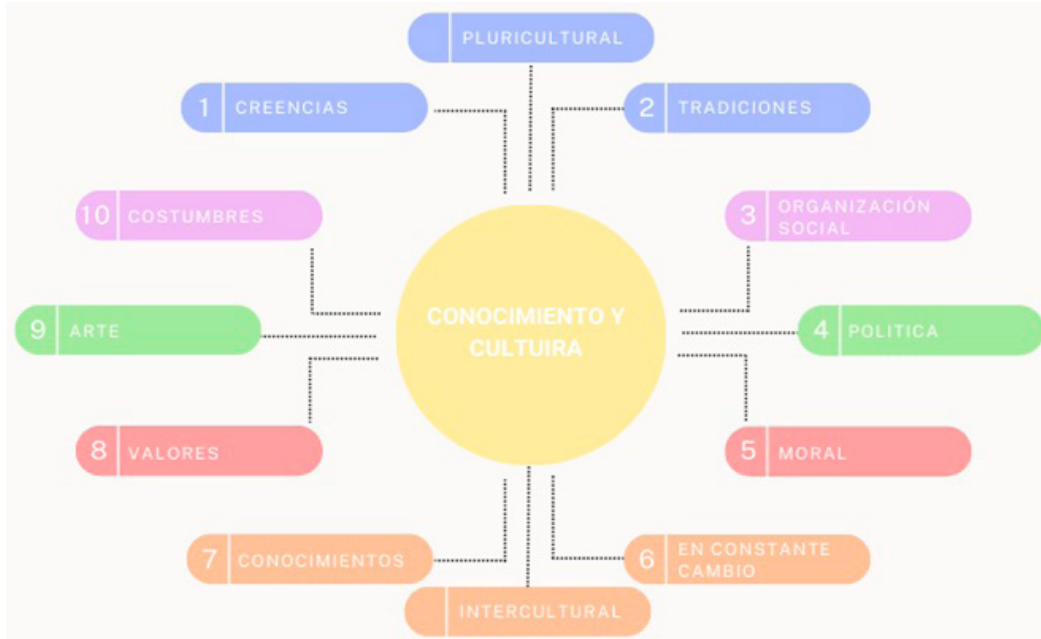 PLURICULTURAL
1 CREENCIAS
2 TRADICIONES
10 COSTUMBRES
3 ORGANIZACIÓN
SOCIAL
9 ARTE
CONOCIMIENTO Y
CULTUIRA
4 POLITICA
8 VALORES
5 MORAL
7 CONOCIMIENTOS
6 EN CONSTANTE
CAMBIO
INTERCULTURAL